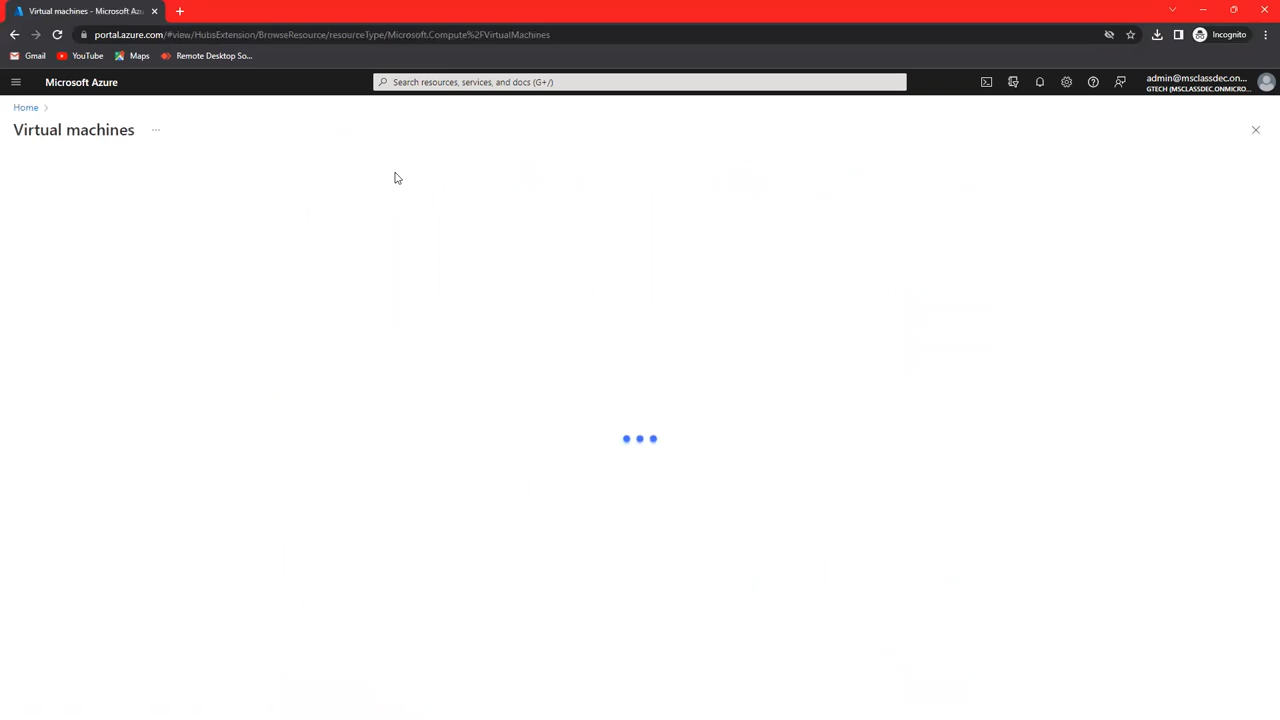 Virtual machines - Microsoft Azu
portal.azure.com/#view/HubsExtension/BrowseResource/resourceType/Microsoft.Compute%2FVirtualMachines
Incognito
Gmail YouTube Maps Remote Desktop So...
Microsoft Azure
Search resources, services, and docs (G+/)
admin@msclassdec.on...
GTECH (MSCLASSDEC.ONMICRO...
Home
Virtual machines ...